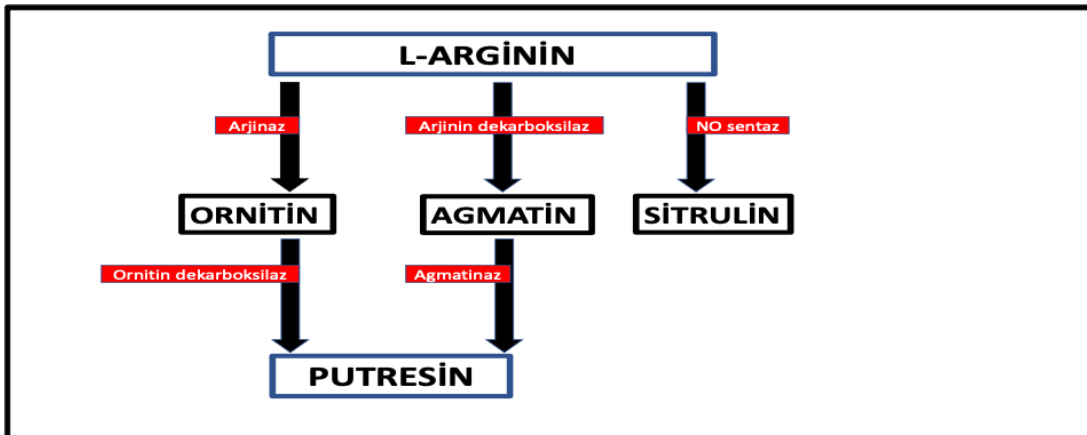 L-ARGİNİN
Arjinaz
Arjinin dekarboksilaz
NO sentaz
ORNİTİN
AGMATİN
SİTRULİN
Ornitin dekarboksilaz
Agmatinaz
PUTRESİN